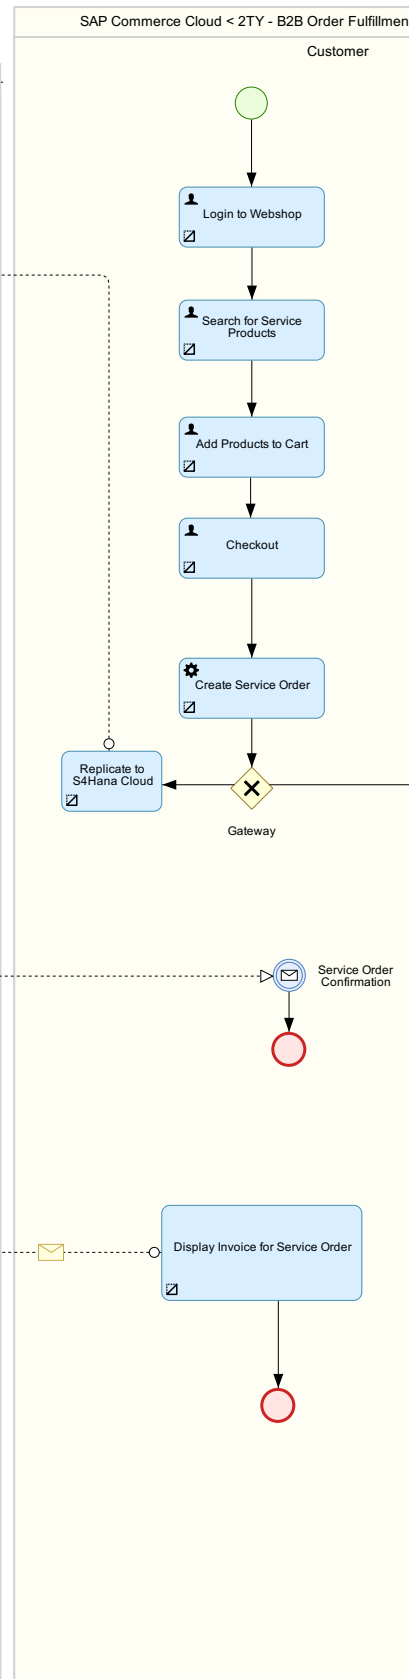 SAP Commerce Cloud < 2TY - B2B Order Fulfillmen
Customer
Login to Webshop
Search for Service
Products
Add Products to Cart
Checkout
Create Service Order
Replicate to
S4Hana Cloud
Gateway
Service Order
Confirmation
Display Invoice for Service Order